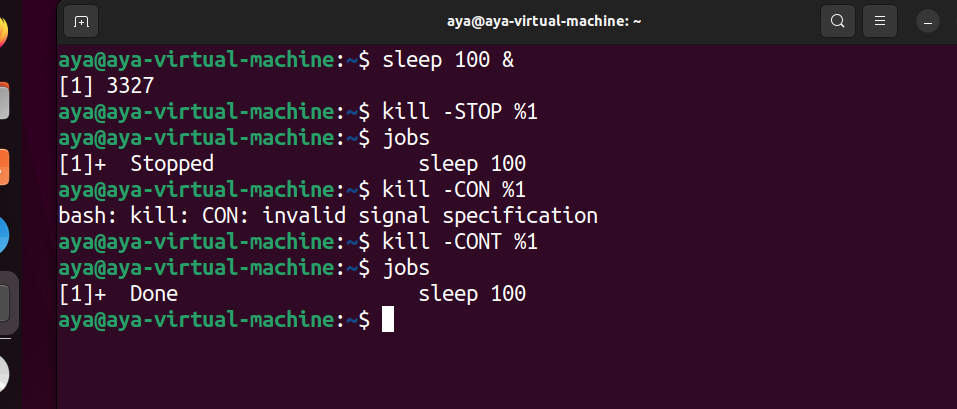 aya@aya-virtual-machine: ~
aya@aya-virtual-machine:~$ sleep 100 &
[1] 3327
aya@aya-virtual-machine:~$ kill -STOP %1
aya@aya-virtual-machine:~$ jobs
[1]+  Stopped                 sleep 100
aya@aya-virtual-machine:~$ kill -CON %1
bash: kill: CON: invalid signal specification
aya@aya-virtual-machine:~$ kill -CONT %1
aya@aya-virtual-machine:~$ jobs
[1]+  Done                    sleep 100
aya@aya-virtual-machine:~$